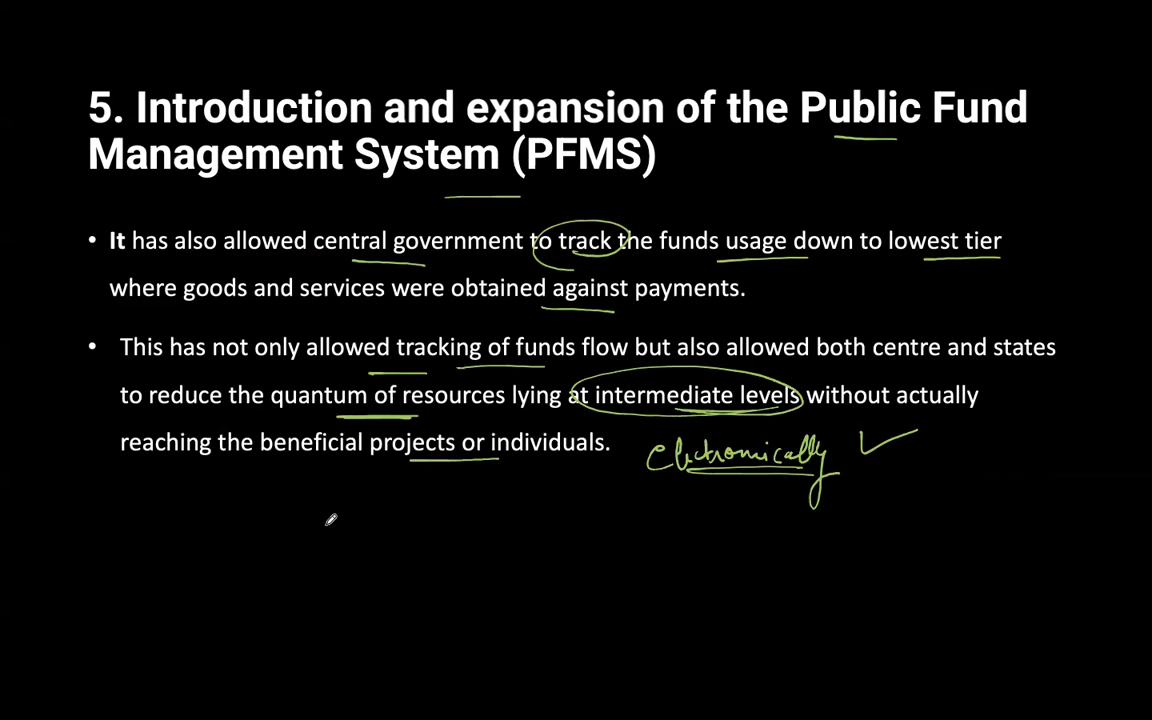 5. Introduction and expansion of the Public Fund
Management System (PFMS)
• It has also allowed central government to track the funds usage down to lowest tier
where goods and services were obtained against payments.
• This has not only allowed tracking of funds flow but also allowed both centre and states
to reduce the quantum of resources lying at intermediate levels without actually
reaching the beneficial projects or individuals.
electronically ✓